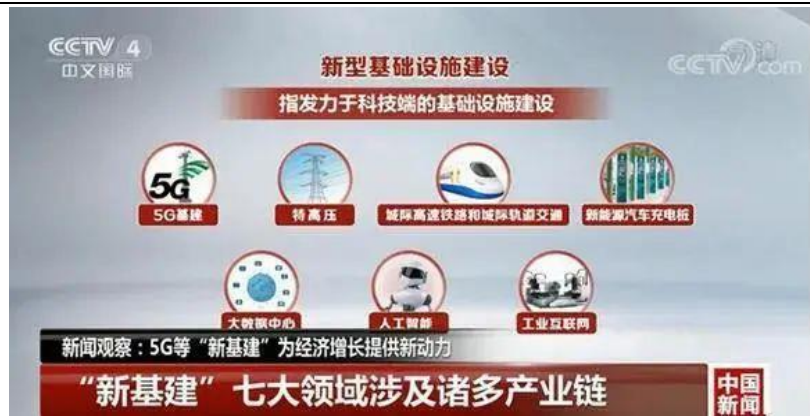 CCTV 4
中文国际
CCTV.com
新型基础设施建设
指发力于科技端的基础设施建设
5G
5G基建
特高压
城际高速铁路和城际轨道交通
新能源汽车充电桩
大数据中心
人工智能
工业互联网
新闻观察：5G等“新基建”为经济增长提供新动力
“新基建”七大领域涉及诸多产业链
中国
新闻